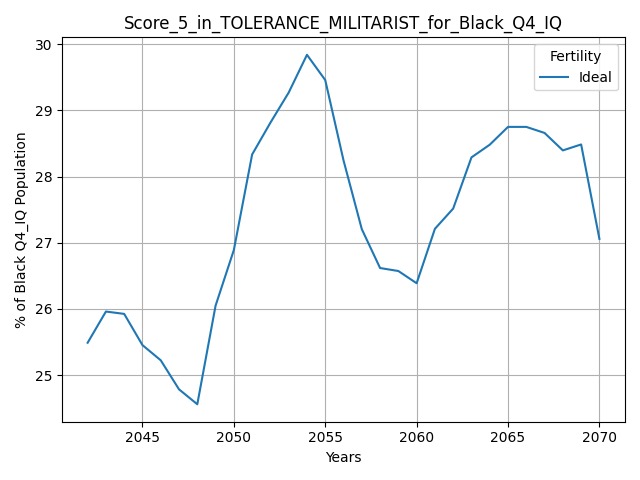 Score_5_in_TOLERANCE_MILITARIST_for_Black_Q4_IQ
Fertility
Ideal
% of Black Q4_IQ Population
30
29
28
27
26
25
2045 2050 2055 2060 2065 2070
Years